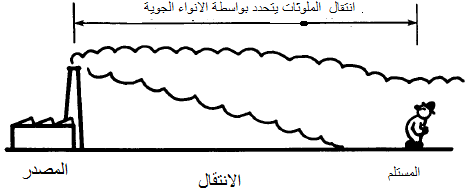 انتقال الملوثات يتحدد بواسطة الانواء الجوية .
المصدر
الانتقال
المستلم